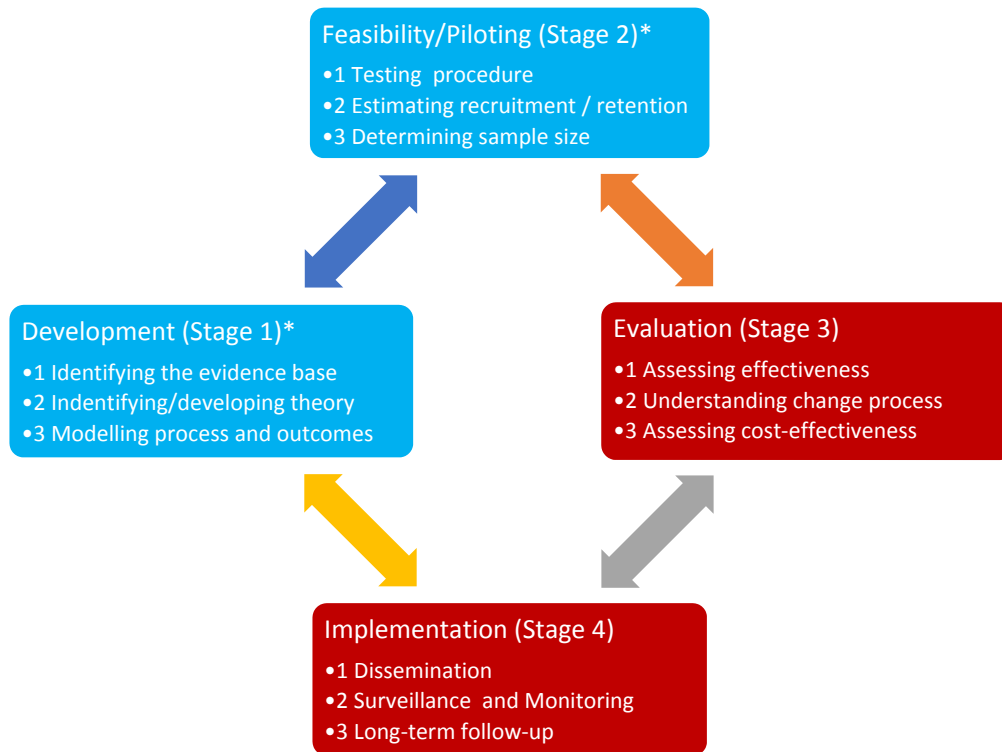 Feasibility/Piloting (Stage 2)*
•1 Testing  procedure
•2 Estimating recruitment / retention
•3 Determining sample size
Development (Stage 1)*
•1 Identifying the evidence base
•2 Indentifying/developing theory
•3 Modelling process and outcomes
Evaluation (Stage 3)
•1 Assessing effectiveness
•2 Understanding change process
•3 Assessing cost-effectiveness
Implementation (Stage 4)
•1 Dissemination
•2 Surveillance  and Monitoring
•3 Long-term follow-up